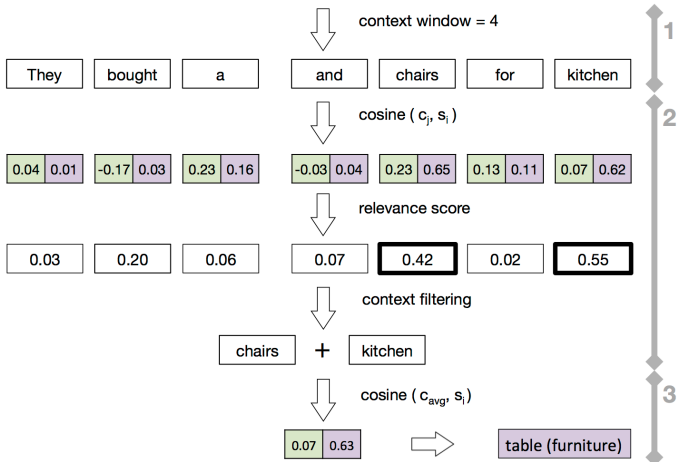 context window = 4
1
They bought a and chairs for kitchen
cosine ( cj, si )
2
0.04 0.01 -0.17 0.03 0.23 0.16 -0.03 0.04 0.23 0.65 0.13 0.11 0.07 0.62
relevance score
0.03 0.20 0.06 0.07 0.42 0.02 0.55
context filtering
chairs + kitchen
3
cosine ( cavg, si )
0.07 0.63 table (furniture)